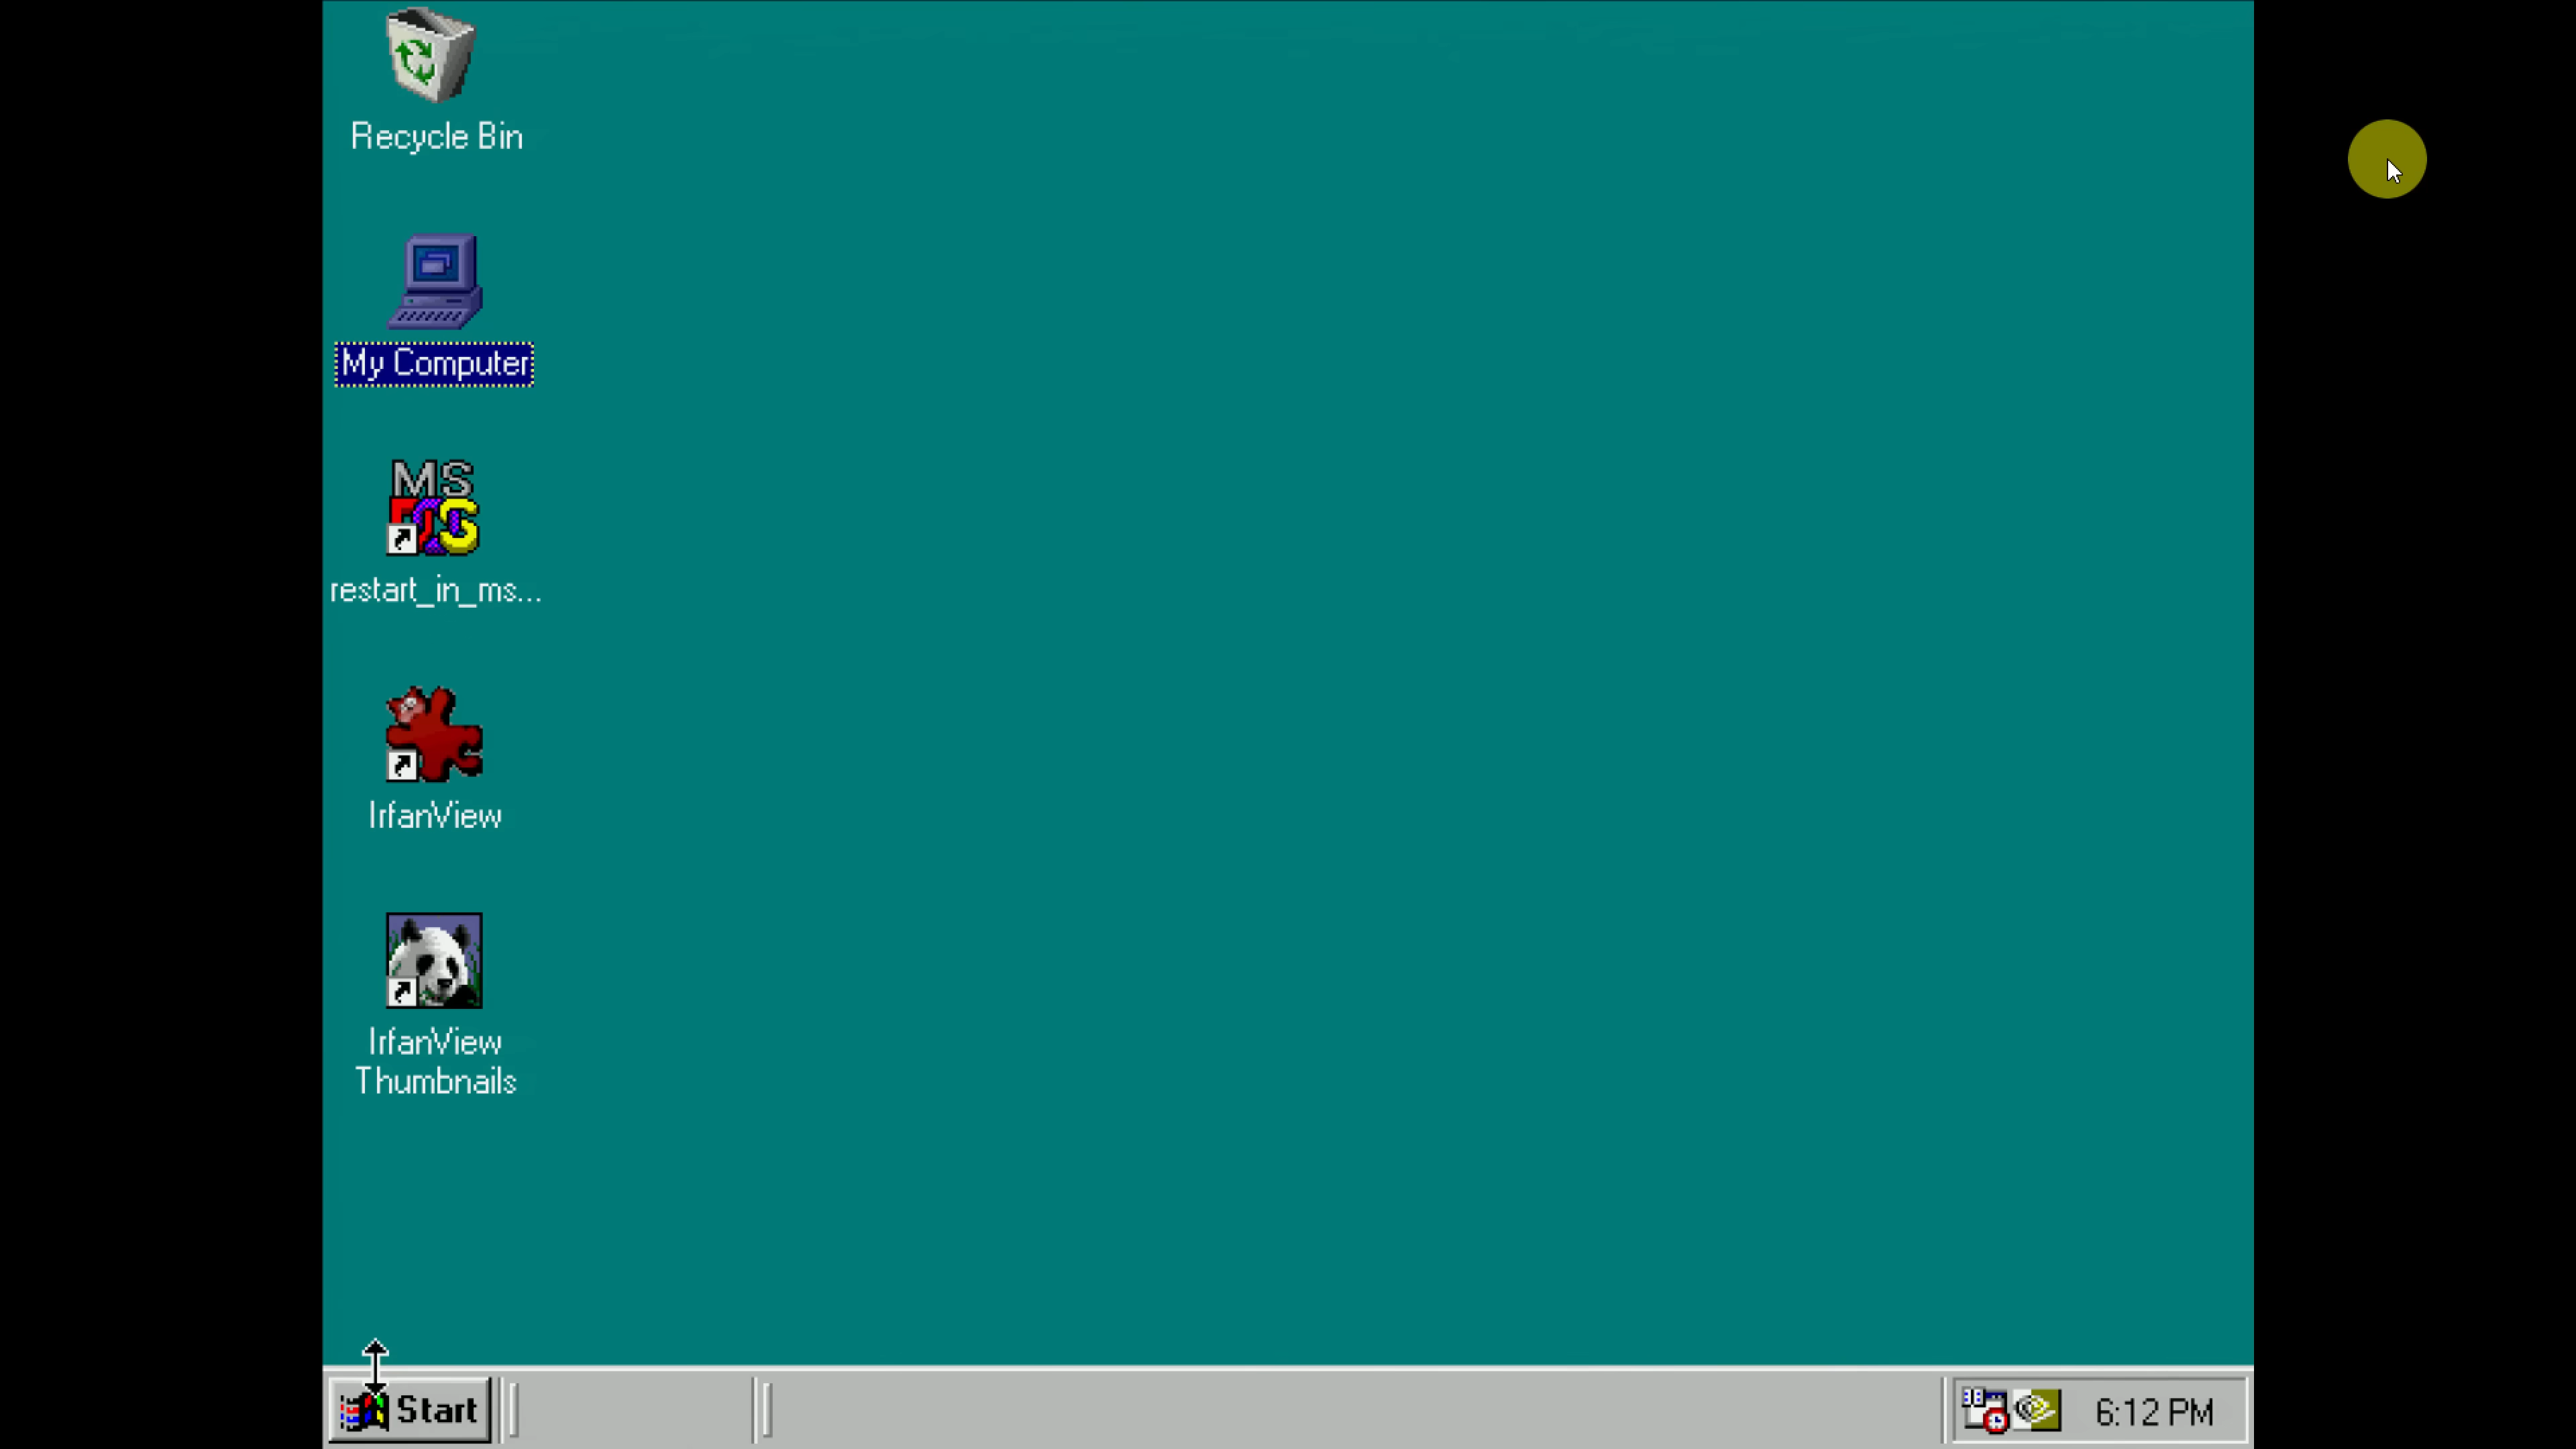 Recycle Bin
My Computer
MS
restart_in_ms...
IrfanView
IrfanView
Thumbnails
Start
6:12 PM